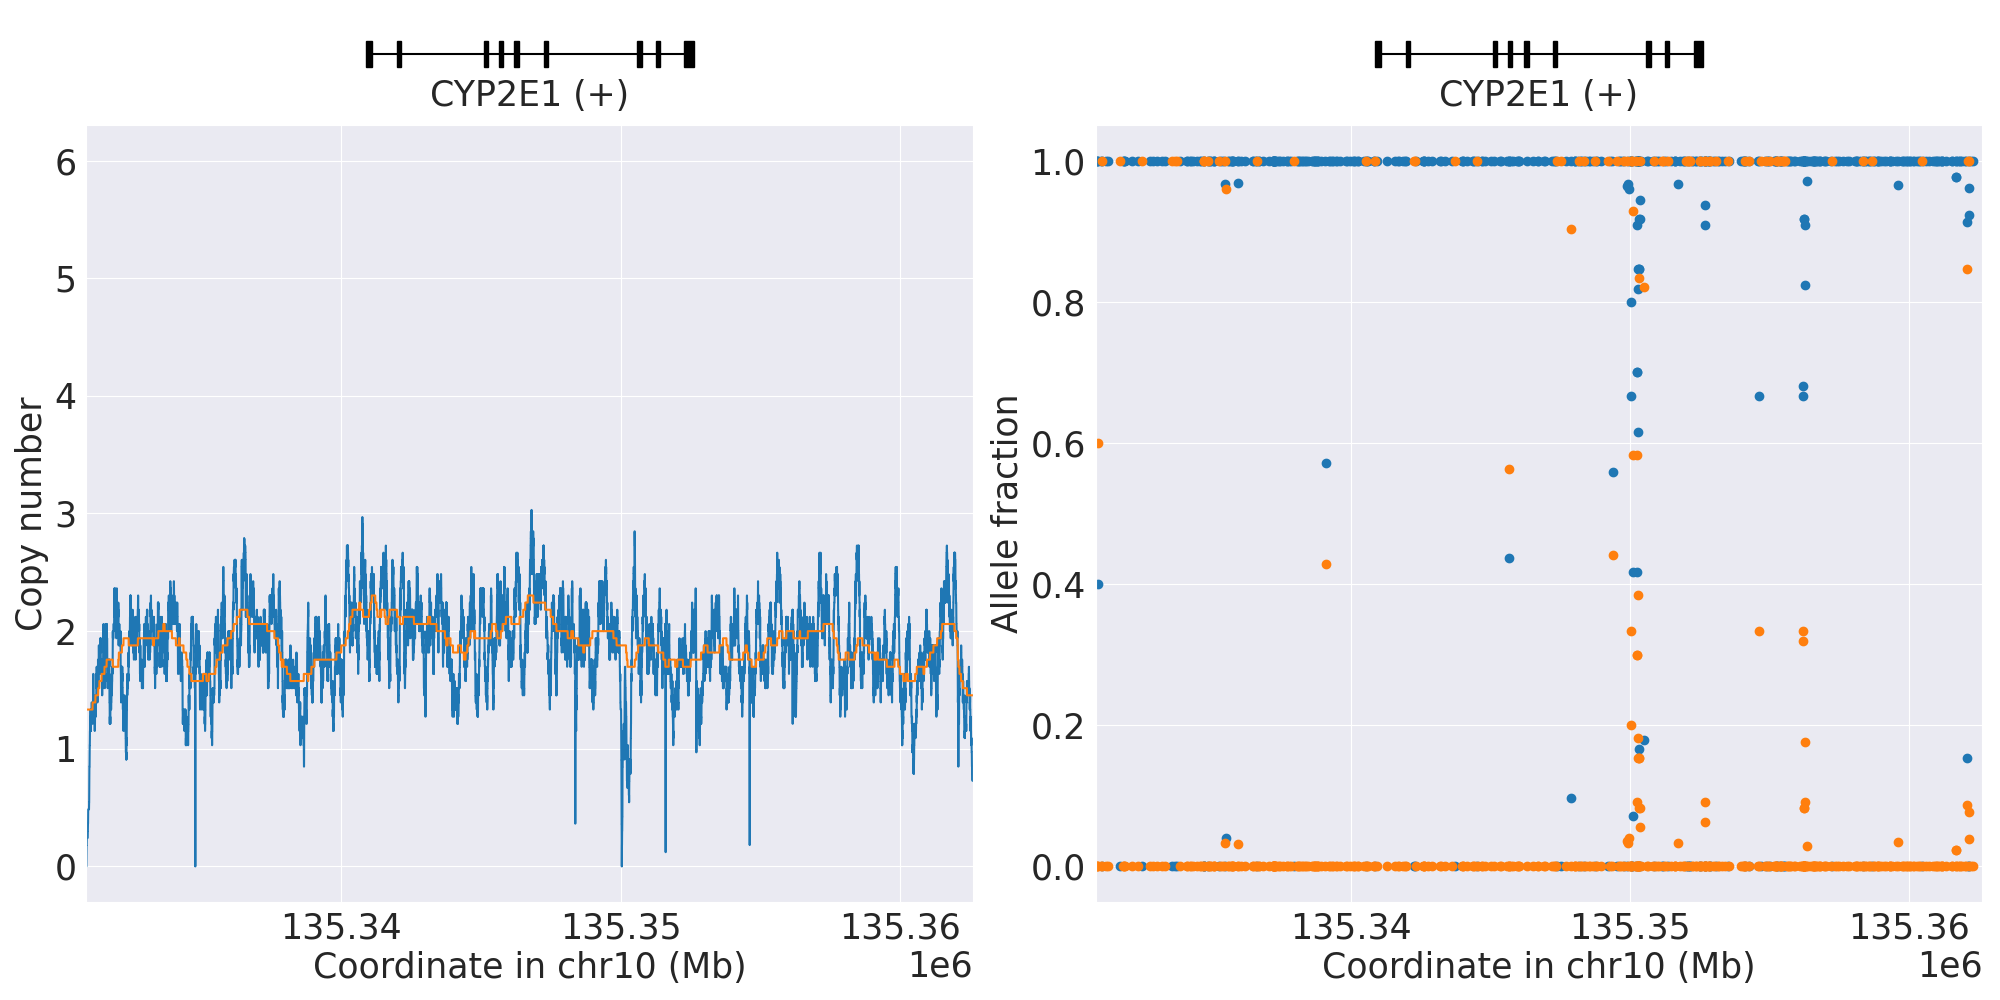 CYP2E1 (+)
6
5
4
3
2
1
0
Copy number
135.34 135.35 135.36
Coordinate in chr10 (Mb)
1e6
CYP2E1 (+)
1.0
0.8
0.6
0.4
0.2
0.0
Allele fraction
135.34 135.35 135.36
Coordinate in chr10 (Mb)
1e6